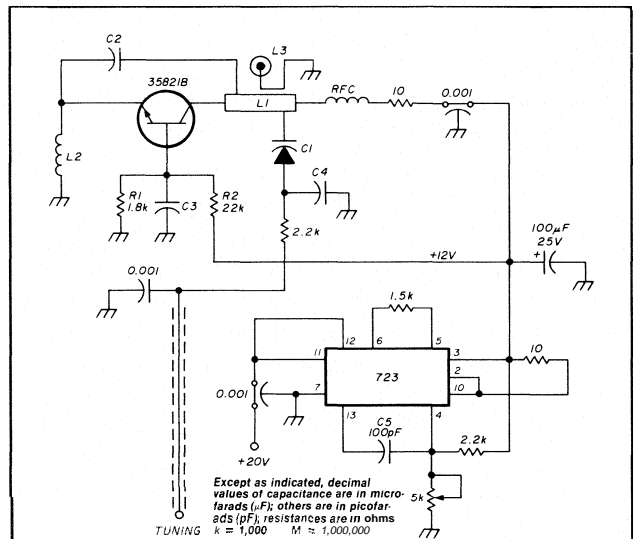 C2
L3
35821B
L1
RFC
10
0.001
L2
C1
C4
R1
1.8k
C3
R2
22k
2.2k
100μF
25V
+
+12V
0.001
1.5k
12
6
5
11
3
10
723
2
0.001
7
10
13
4
C5
100pF
2.2k
+20V
5k
Except as indicated, decimal
values of capacitance are in micro-
farads (μF); others are in picofar-
ads (pF); resistances are in ohms
k = 1,000 M = 1,000,000
TUNING